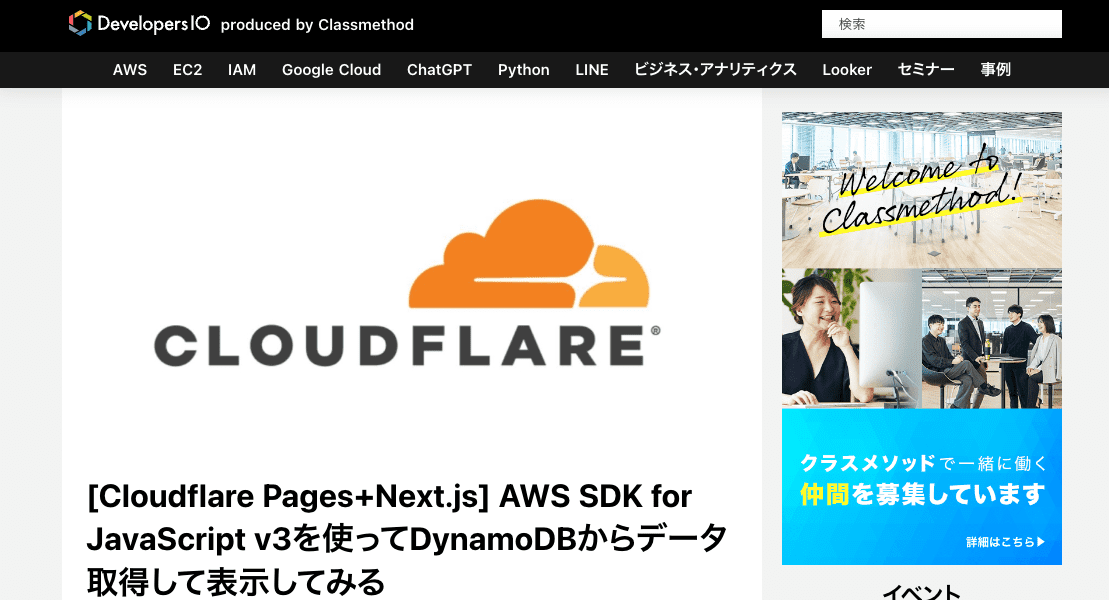 DevelopersIO produced by Classmethod
検索
AWS EC2 IAM Google Cloud ChatGPT Python LINE ビジネス・アナリティクス Looker セミナー 事例
CLOUDFLARE®
[Cloudflare Pages+Next.js] AWS SDK for
JavaScript v3を使ってDynamoDBからデータ
取得して表示してみる
Welcome to
Classmethod!
クラスメソッドで一緒に働く
仲間を募集しています
詳細はこちら▶
イベント